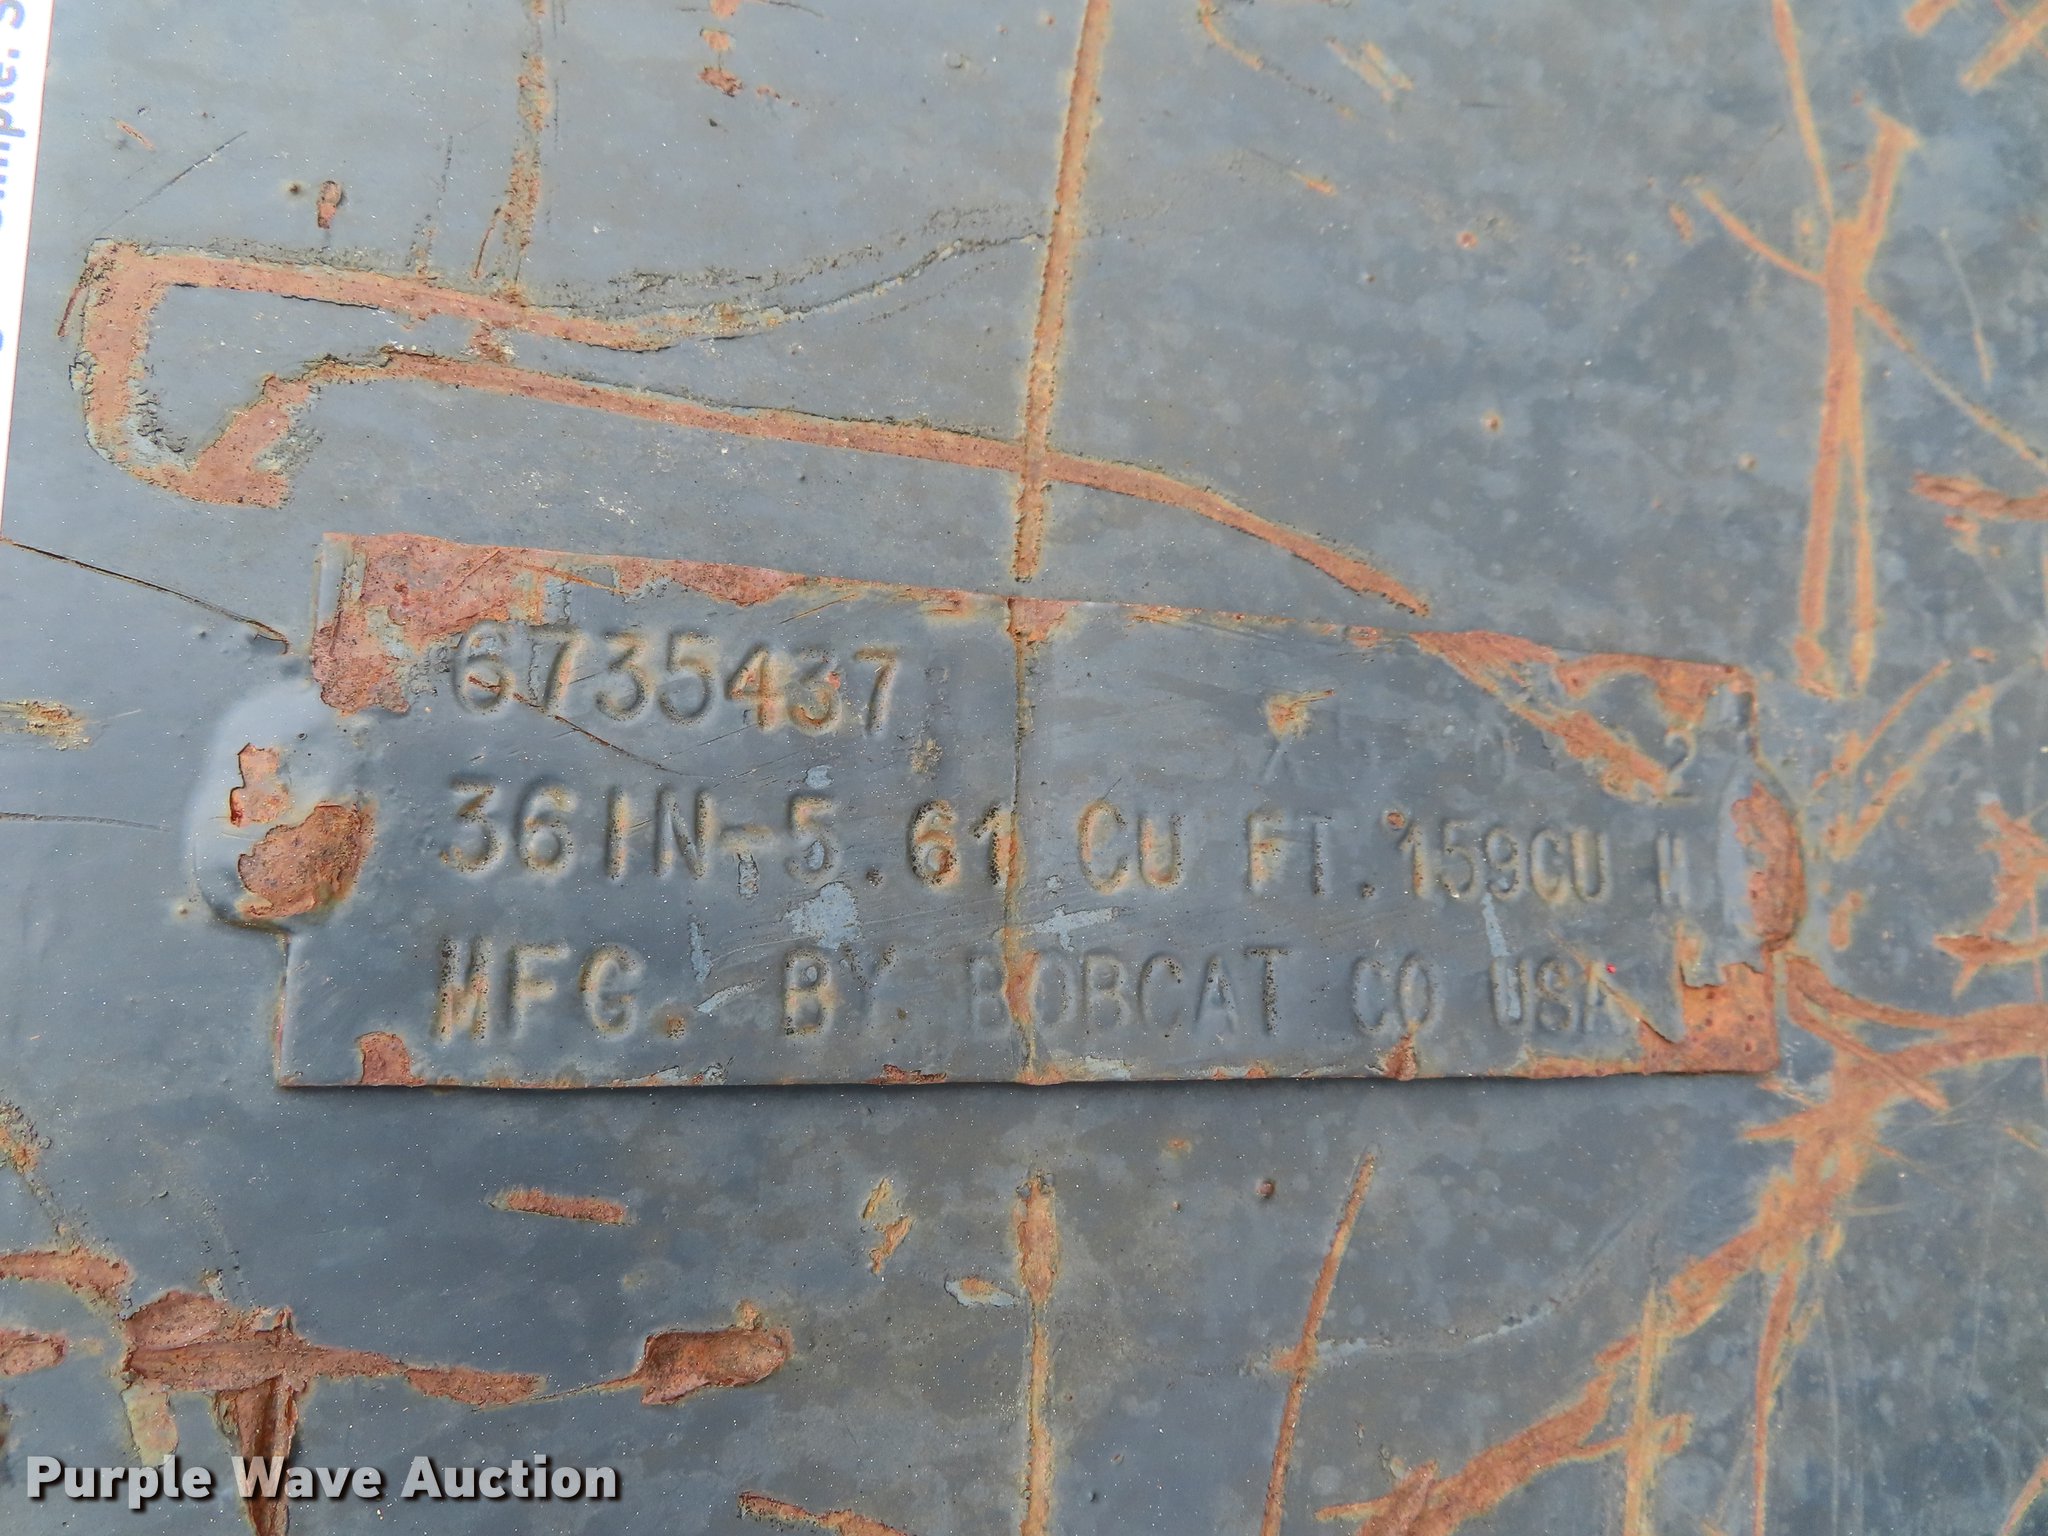 6735437
36IN-5.61 CU FT.159CU
MFG. BY BOBCAT CO USA
Purple Wave Auction